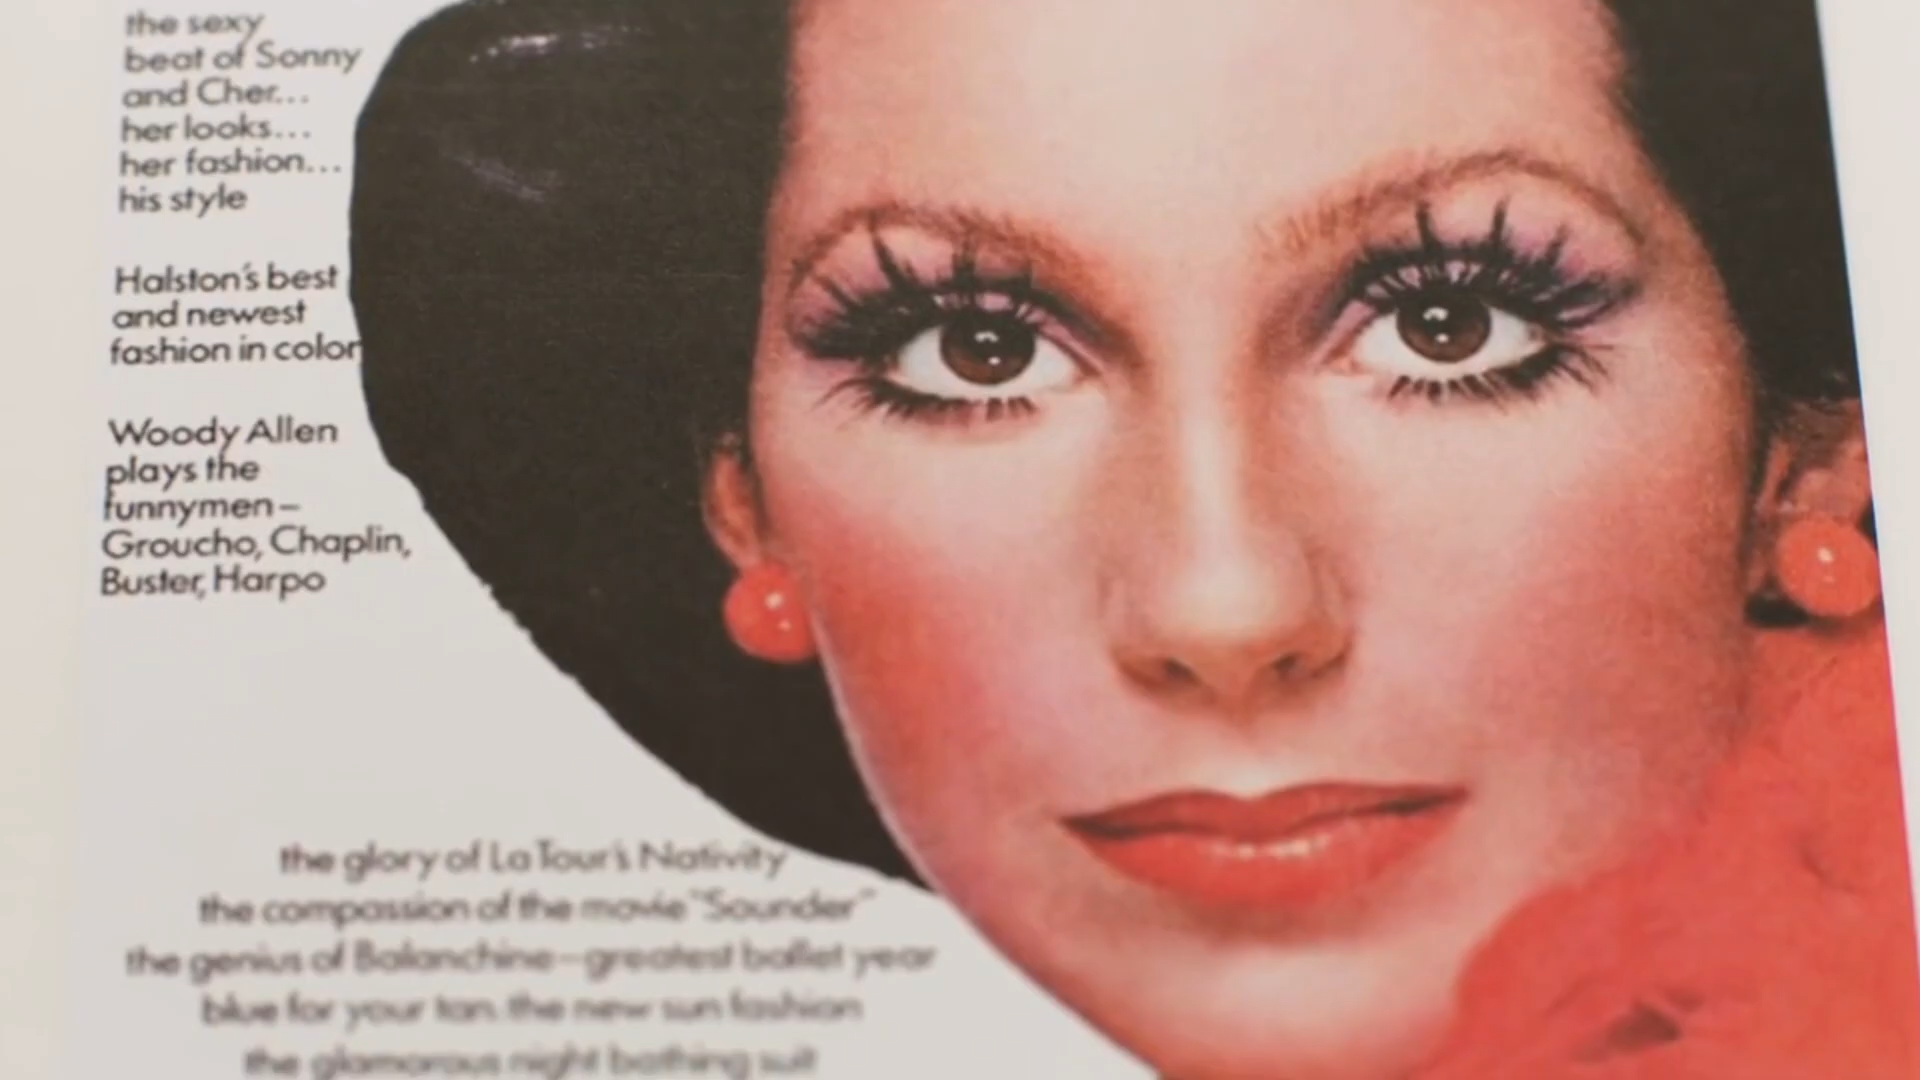 the sexy
beat of Sonny
and Cher...
her looks...
her fashion...
his style
Halston's best
and newest
fashion in color
Woody Allen
plays the
funnymen–
Groucho, Chaplin,
Buster, Harpo
the glory of La Tour's Nativity
the compassion of the movie "Sounder"
the genius of Balanchine—greatest ballet year
blue for your tan: the new sun fashion
the glamorous night bathing suit